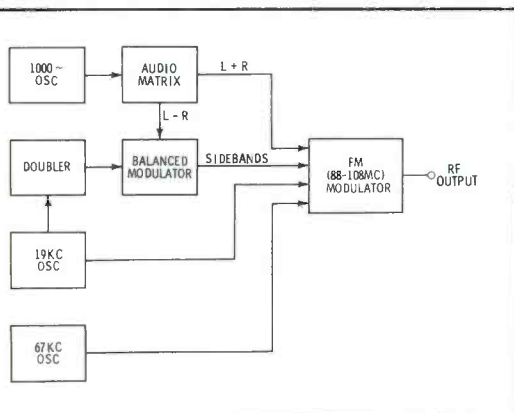 1000~
OSC
AUDIO
MATRIX
L + R
L - R
DOUBLER
BALANCED
MODULATOR
SIDEBANDS
FM
(88-108MC)
MODULATOR
RF
OUTPUT
19KC
OSC
67KC
OSC